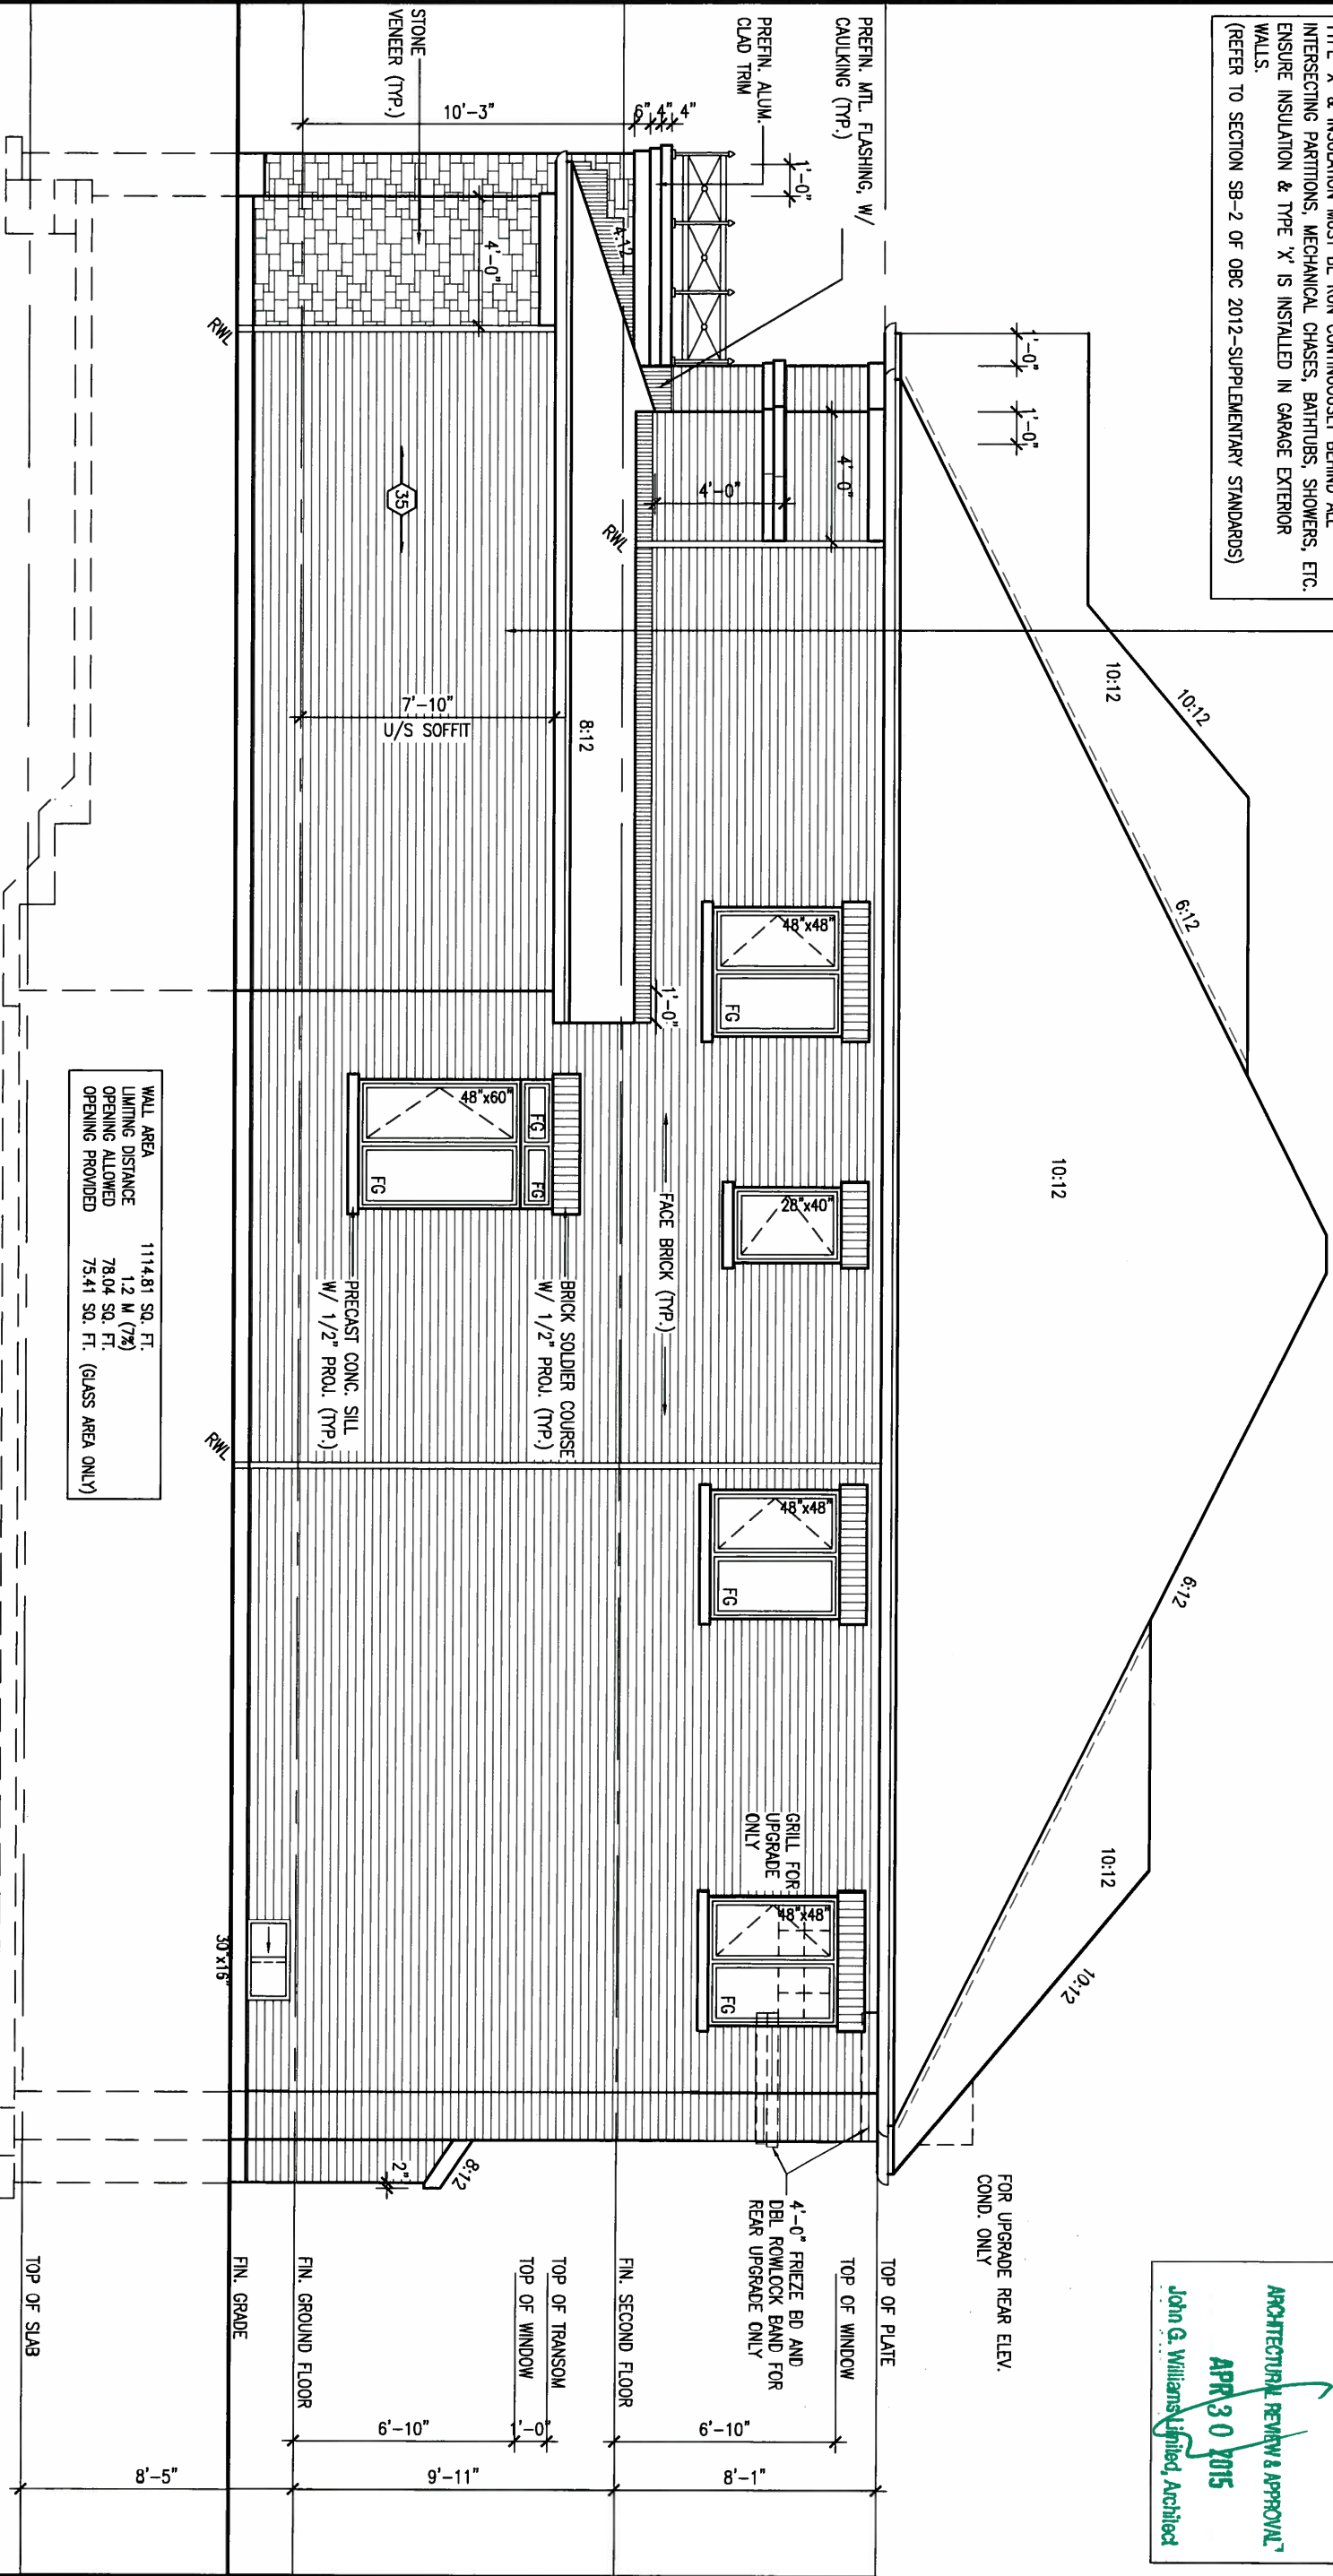 INTERSECTING PARTITIONS, MECHANICAL CHASES, BATHTUBS, SHOWERS, ETC.
ENSURE INSULATION & TYPE 'X' IS INSTALLED IN GARAGE EXTERIOR
WALLS.
(REFER TO SECTION SB-2 OF OBC 2012-SUPPLEMENTARY STANDARDS)
ARCHITECTURAL REVIEW & APPROVAL
APR 30 2015
John G. Williams Limited, Architect
10:12
10:12
6:12
10:12
6:12
10:12
10:12
FOR UPGRADE REAR ELEV.
COND. ONLY
1'-0"
1'-0"
PREFIN. MTL. FLASHING, W/
CAULKING (TYP.)
PREFIN. ALUM.
CLAD TRIM
STONE
VENEER (TYP.)
1'-0"
6" 4" 4"
10'-3"
4:12
4'-0"
4'-0"
4'-0"
RWL
RWL
35
7'-10"
U/S SOFFIT
8:12
1'-0"
48"x48"
FG
28"x40"
48"x48"
FG
GRILL FOR
UPGRADE
ONLY
48"x48"
FG
FACE BRICK (TYP.)
48"x60"
FG
FG
FG
BRICK SOLDIER COURSE
W/ 1/2" PROJ. (TYP.)
PRECAST CONC. SILL
W/ 1/2" PROJ. (TYP.)
RWL
30"x16"
8:12
2"
4'-0" FRIEZE BD AND
DBL ROWLOCK BAND FOR
REAR UPGRADE ONLY
TOP OF PLATE
TOP OF WINDOW
FIN. SECOND FLOOR
TOP OF TRANSOM
TOP OF WINDOW
FIN. GROUND FLOOR
FIN. GRADE
TOP OF SLAB
6'-10"
1'-0"
6'-10"
8'-1"
9'-11"
8'-5"
WALL AREA 1114.81 SQ. FT.
LIMITING DISTANCE 1.2 M (7%)
OPENING ALLOWED 78.04 SQ. FT.
OPENING PROVIDED 75.41 SQ. FT. (GLASS AREA ONLY)